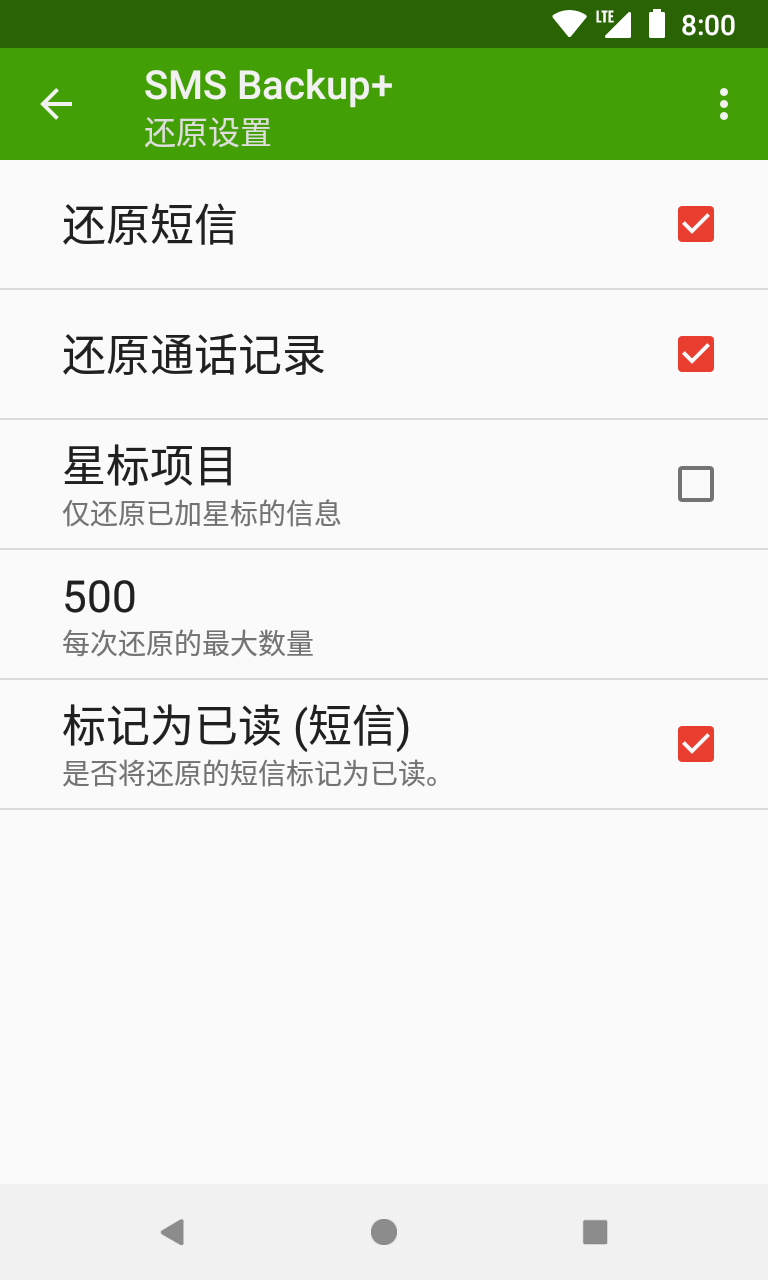 LTE 8:00
SMS Backup+
还原设置
还原短信
还原通话记录
星标项目
仅还原已加星标的信息
500
每次还原的最大数量
标记为已读 (短信)
是否将还原的短信标记为已读。